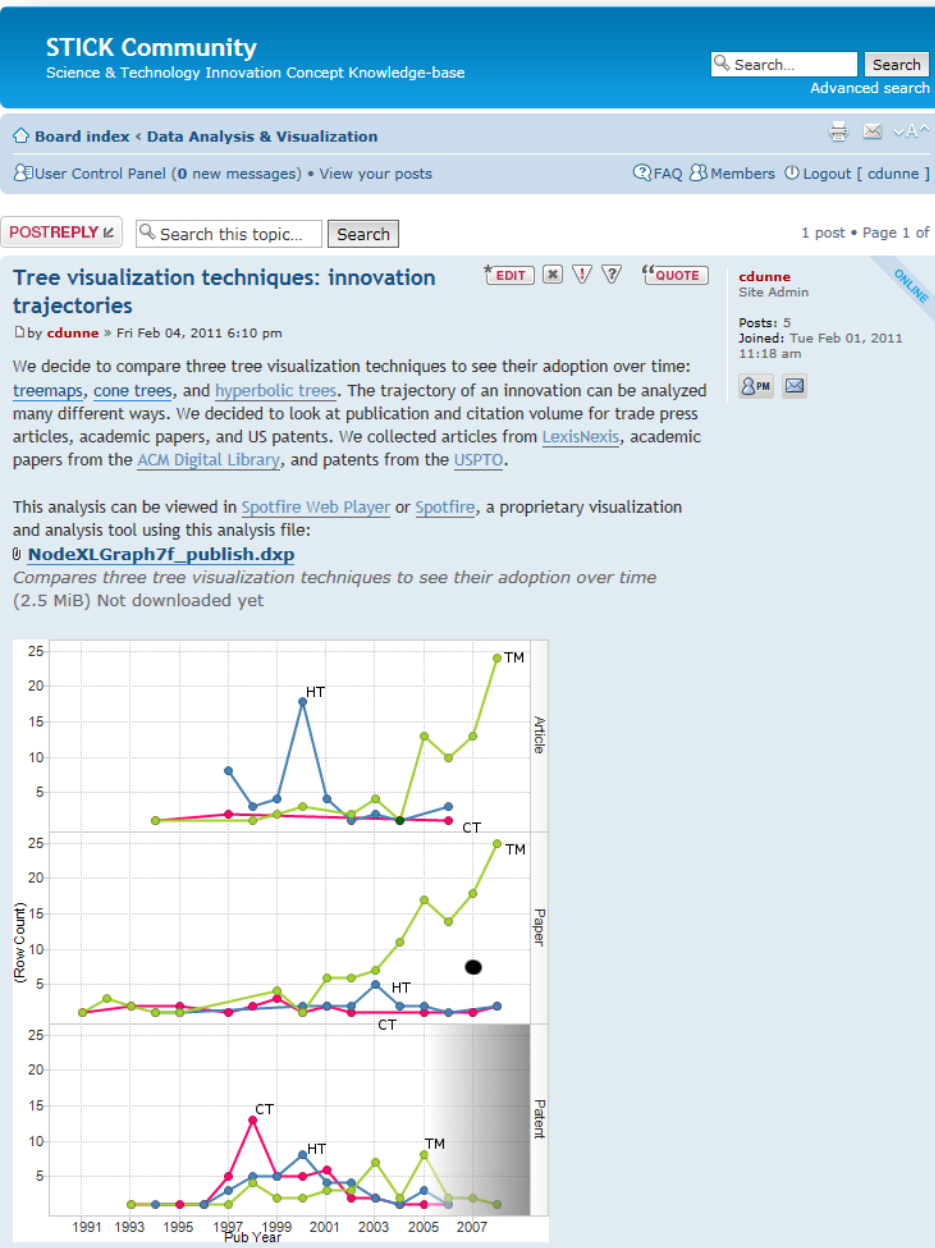 STICK Community
Science & Technology Innovation Concept Knowledge-base
Search...
Search
Advanced search
Board index ‹ Data Analysis & Visualization
A
User Control Panel (0 new messages) • View your posts
FAQ Members Logout [ cdunne ]
POSTREPLY
Search this topic...
Search
1 post • Page 1 of
Tree visualization techniques: innovation
trajectories
*EDIT
!
?
“QUOTE
by cdunne » Fri Feb 04, 2011 6:10 pm
We decide to compare three tree visualization techniques to see their adoption over time:
treemaps, cone trees, and hyperbolic trees. The trajectory of an innovation can be analyzed
many different ways. We decided to look at publication and citation volume for trade press
articles, academic papers, and US patents. We collected articles from LexisNexis, academic
papers from the ACM Digital Library, and patents from the USPTO.
This analysis can be viewed in Spotfire Web Player or Spotfire, a proprietary visualization
and analysis tool using this analysis file:
NodeXLGraph7f_publish.dxp
Compares three tree visualization techniques to see their adoption over time
(2.5 MiB) Not downloaded yet
cdunne
Site Admin
ONLINE
Posts: 5
Joined: Tue Feb 01, 2011
11:18 am
PM
25
20
15
10
5
HT
TM
CT
Article
25
20
15
10
5
TM
HT
CT
Paper
(Row Count)
25
20
15
10
5
CT
HT
TM
Patent
1991 1993 1995 1997 1999 2001 2003 2005 2007
Pub Year